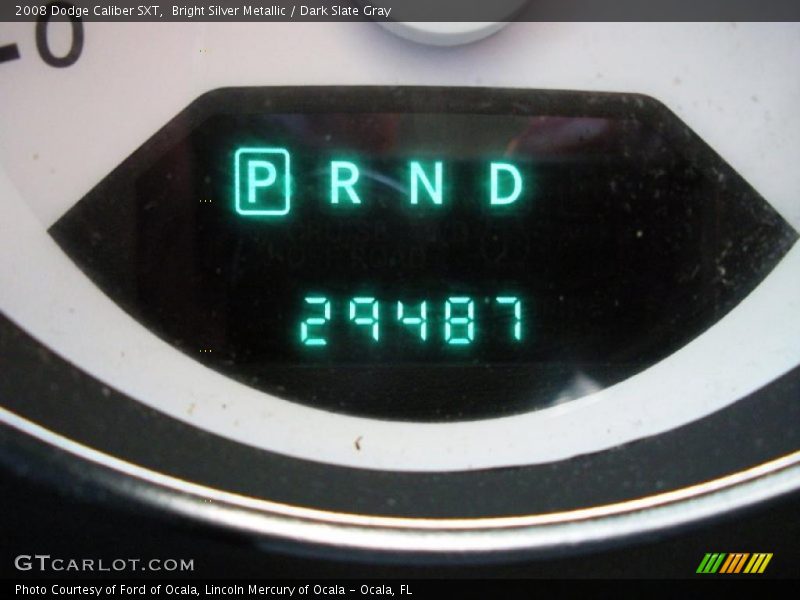 2008 Dodge Caliber SXT, Bright Silver Metallic / Dark Slate Gray
0
P R N D
29487
GTCARLOT.COM
Photo Courtesy of Ford of Ocala, Lincoln Mercury of Ocala - Ocala, FL